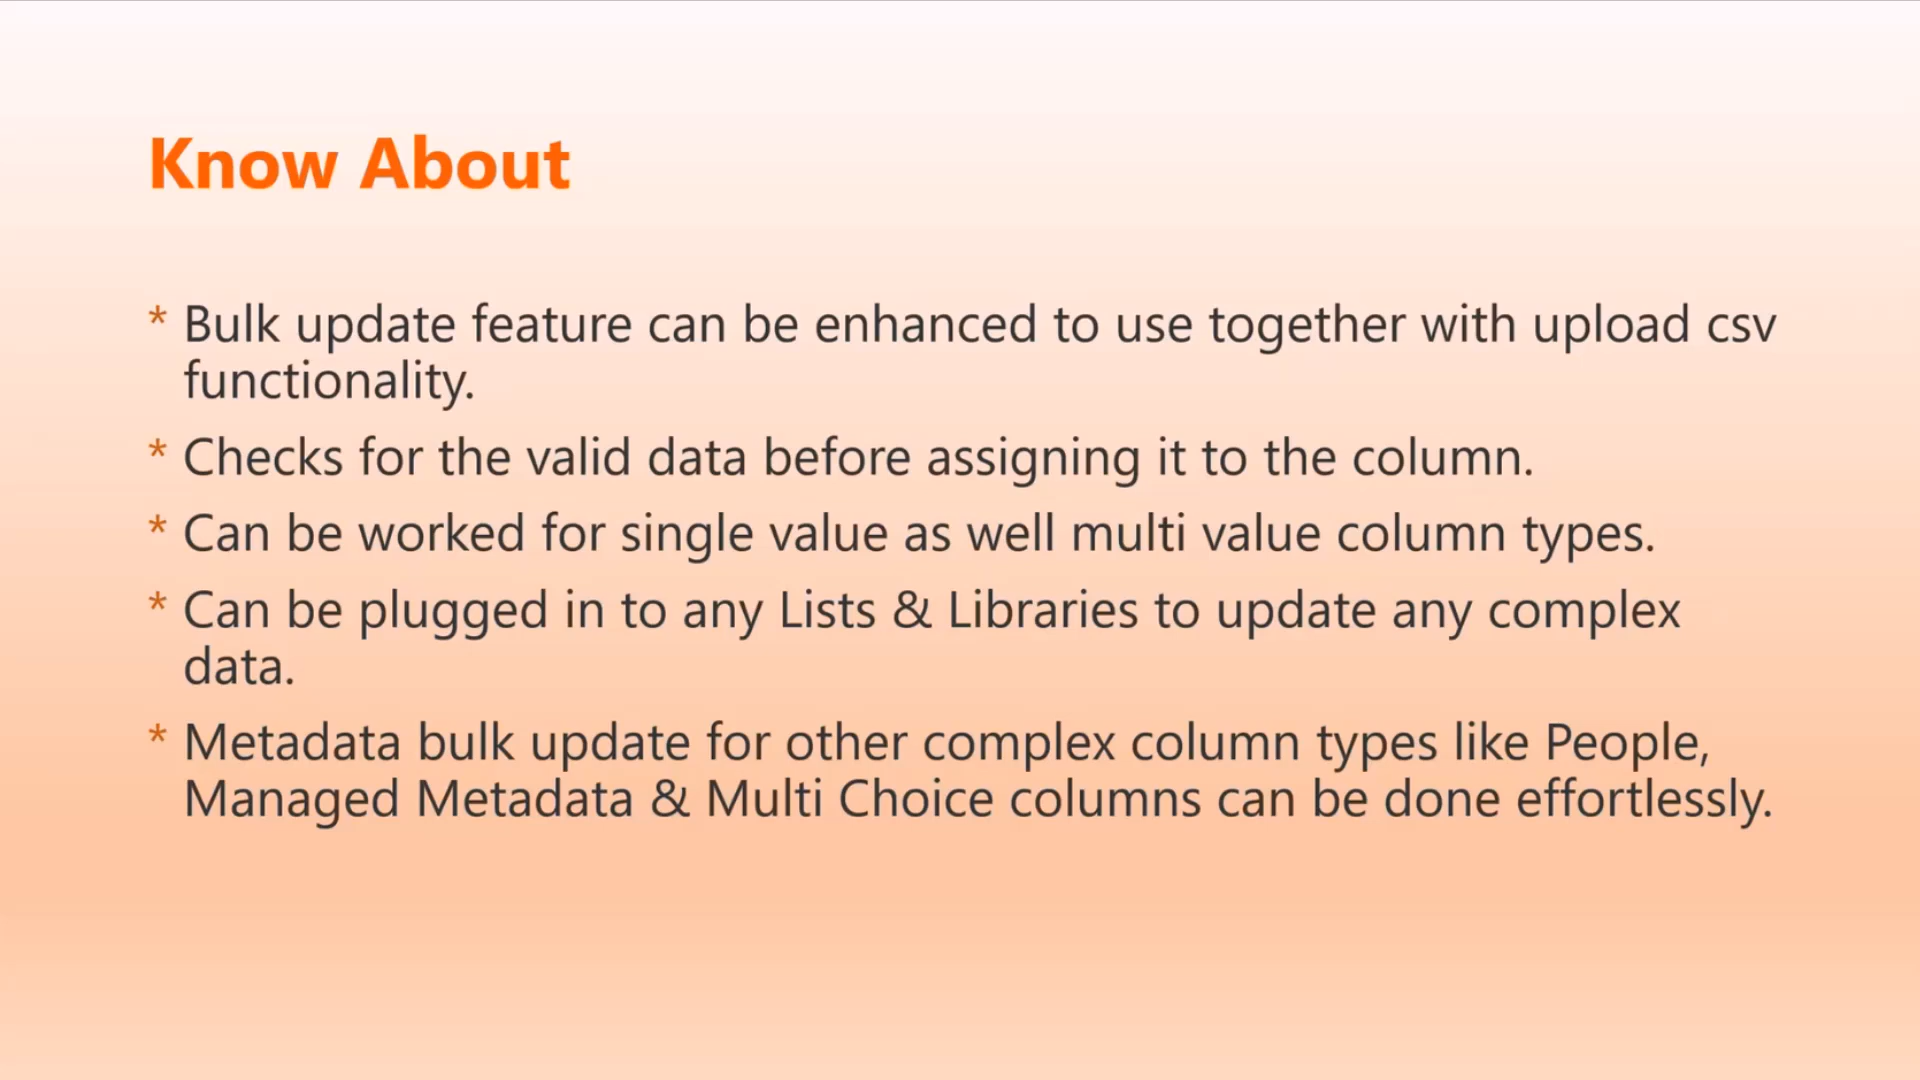 Know About
* Bulk update feature can be enhanced to use together with upload csv
functionality.
* Checks for the valid data before assigning it to the column.
* Can be worked for single value as well multi value column types.
* Can be plugged in to any Lists & Libraries to update any complex
data.
* Metadata bulk update for other complex column types like People,
Managed Metadata & Multi Choice columns can be done effortlessly.